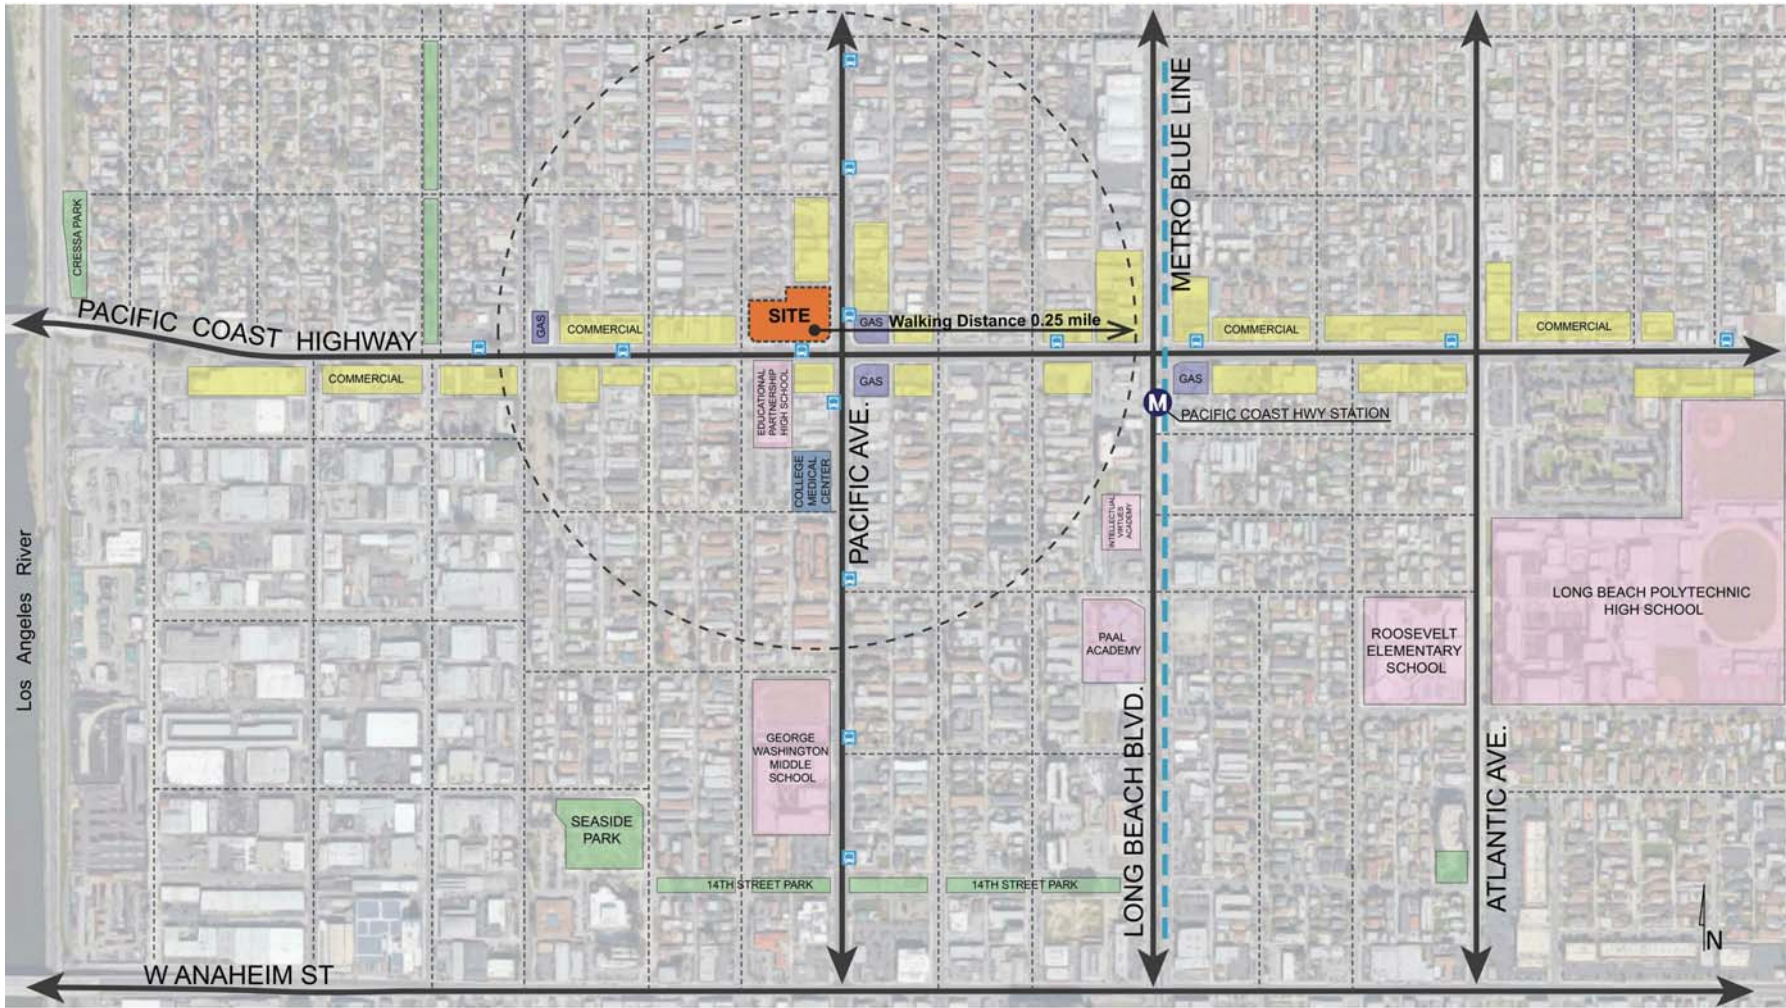 METRO BLUE LINE
CRESSA PARK
PACIFIC COAST HIGHWAY
GAS
COMMERCIAL
SITE
GAS
Walking Distance 0.25 mile
COMMERCIAL
COMMERCIAL
COMMERCIAL
EDUCATIONAL
PARTNERSHIP
HIGH SCHOOL
GAS
GAS
M
PACIFIC COAST HWY STATION
COLLEGE
MEDICAL
CENTER
PACIFIC AVE.
INTELLECTUAL
VIRTUES
ACADEMY
Los Angeles River
LONG BEACH POLYTECHNIC
HIGH SCHOOL
PAAL
ACADEMY
ROOSEVELT
ELEMENTARY
SCHOOL
GEORGE
WASHINGTON
MIDDLE
SCHOOL
LONG BEACH BLVD.
ATLANTIC AVE.
SEASIDE
PARK
14TH STREET PARK
14TH STREET PARK
N
W ANAHEIM ST